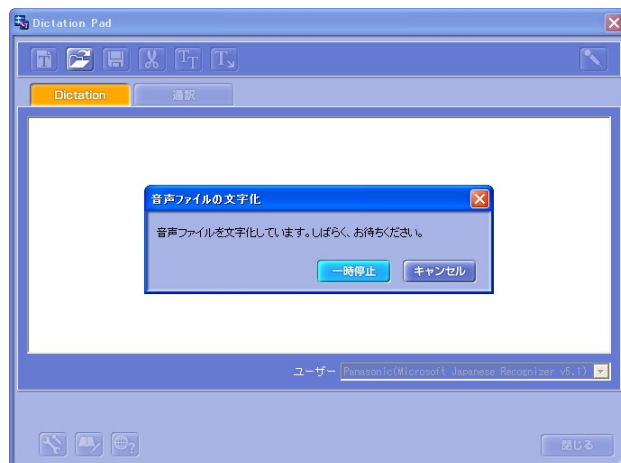 Dictation Pad
Dictation
通訳
音声ファイルの文字化
音声ファイルを文字化しています。しばらく、お待ちください。
一時停止
キャンセル
ユーザー Panasonic(Microsoft Japanese Recognizer v5.1)
閉じる